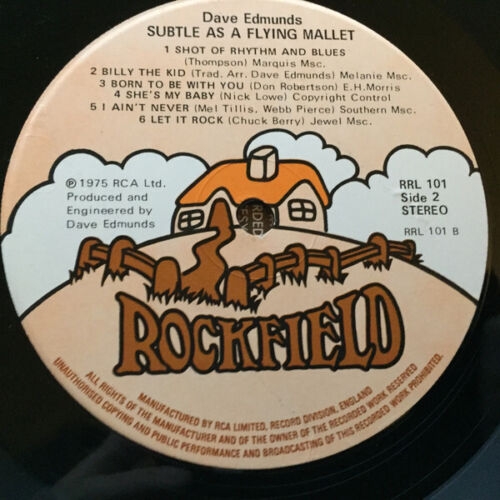 Dave Edmunds
SUBTLE AS A FLYING MALLET
1 SHOT OF RHYTHM AND BLUES
(Thompson) Marquis Msc.
2 BILLY THE KID (Trad. Arr. Dave Edmunds) Melanie Msc.
3 BORN TO BE WITH YOU (Don Robertson) E.H.Morris
4 SHE'S MY BABY (Nick Lowe) Copyright Control
5 I AIN'T NEVER (Mel Tillis, Webb Pierce) Southern Msc.
6 LET IT ROCK (Chuck Berry) Jewel Msc.
℗ 1975 RCA Ltd.
Produced and
Engineered by
Dave Edmunds
RRL 101
Side 2
STEREO
RRL 101 B
ROCKFIELD
MANUFACTURED BY RCA LIMITED, RECORD DIVISION, ENGLAND
ALL RIGHTS OF THE MANUFACTURER AND OF THE OWNER OF THE RECORDED WORK RESERVED
UNAUTHORISED COPYING AND PUBLIC PERFORMANCE AND BROADCASTING OF THIS RECORDED WORK PROHIBITED.